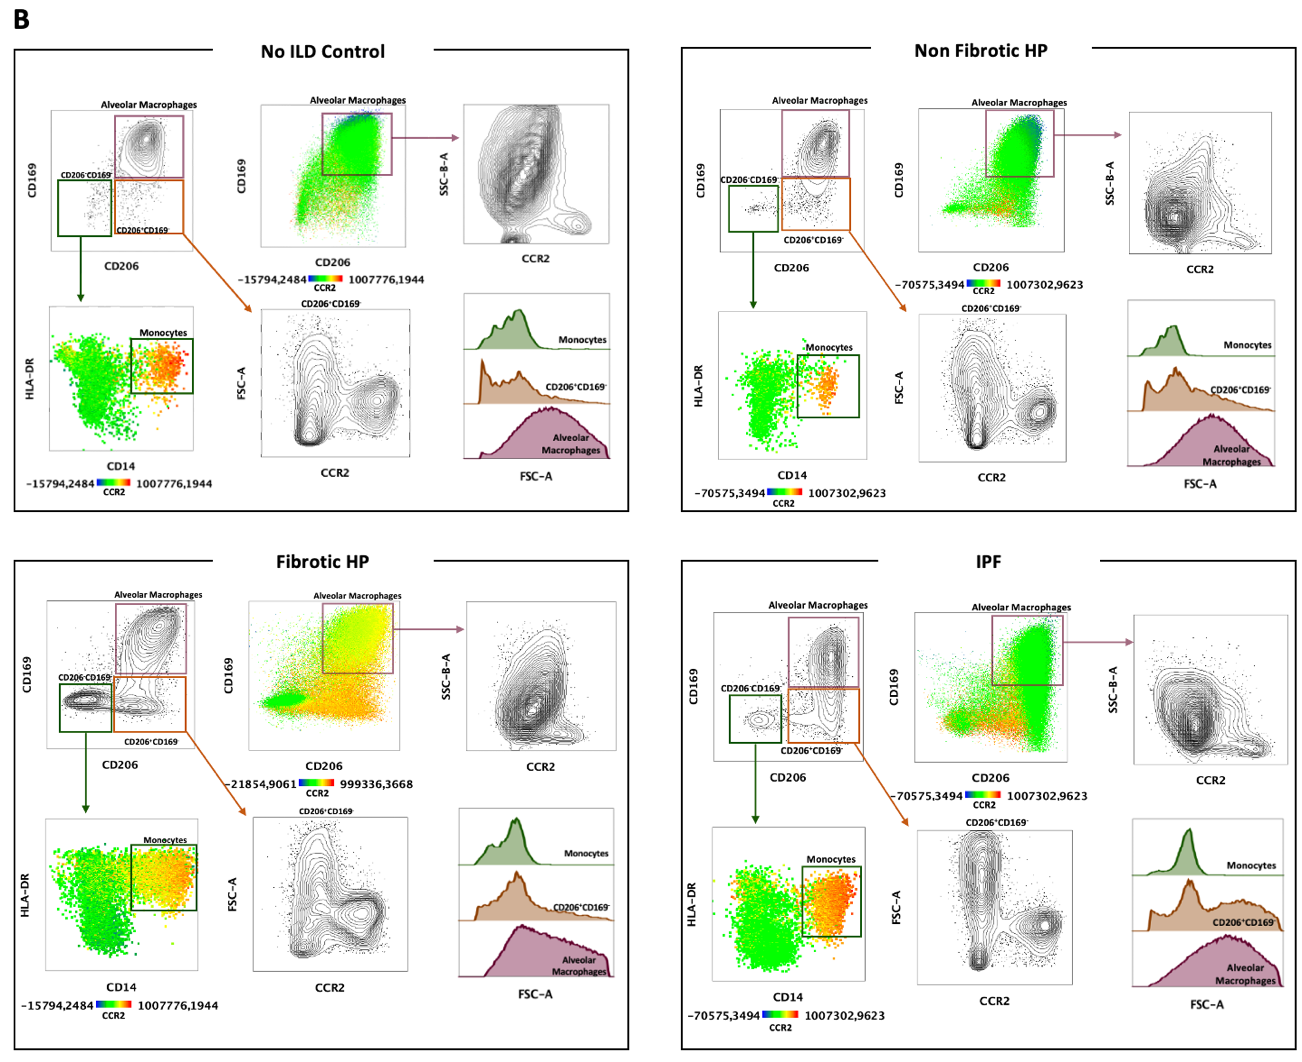 B
No ILD Control
Alveolar Macrophages
CD169
CD206⁻CD169⁻
CD206⁺CD169⁻
CD206
Alveolar Macrophages
CD169
CD206
−15794,2484 1007776,1944
CCR2
SSC-B-A
CCR2
HLA-DR
Monocytes
CD14
−15794,2484 1007776,1944
CCR2
CD206⁺CD169⁻
FSC-A
CCR2
Monocytes
CD206⁺CD169⁻
Alveolar
Macrophages
FSC-A
Non Fibrotic HP
Alveolar Macrophages
CD169
CD206⁻CD169⁻
CD206⁺CD169⁻
CD206
Alveolar Macrophages
CD169
CD206
−70575,3494 1007302,9623
CCR2
SSC-B-A
CCR2
HLA-DR
Monocytes
CD14
−70575,3494 1007302,9623
CCR2
CD206⁺CD169⁻
FSC-A
CCR2
Monocytes
CD206⁺CD169⁻
Alveolar
Macrophages
FSC-A
Fibrotic HP
Alveolar Macrophages
CD169
CD206⁻CD169⁻
CD206⁺CD169⁻
CD206
Alveolar Macrophages
CD169
CD206
−21854,9061 999336,3668
CCR2
SSC-B-A
CCR2
HLA-DR
Monocytes
CD14
−15794,2484 1007776,1944
CCR2
CD206⁺CD169⁻
FSC-A
CCR2
Monocytes
CD206⁺CD169⁻
Alveolar
Macrophages
FSC-A
IPF
Alveolar Macrophages
CD169
CD206⁻CD169⁻
CD206⁺CD169⁻
CD206
Alveolar Macrophages
CD169
CD206
−70575,3494 1007302,9623
CCR2
SSC-B-A
CCR2
HLA-DR
Monocytes
CD14
−70575,3494 1007302,9623
CCR2
CD206⁺CD169⁻
FSC-A
CCR2
Monocytes
CD206⁺CD169⁻
Alveolar
Macrophages
FSC-A